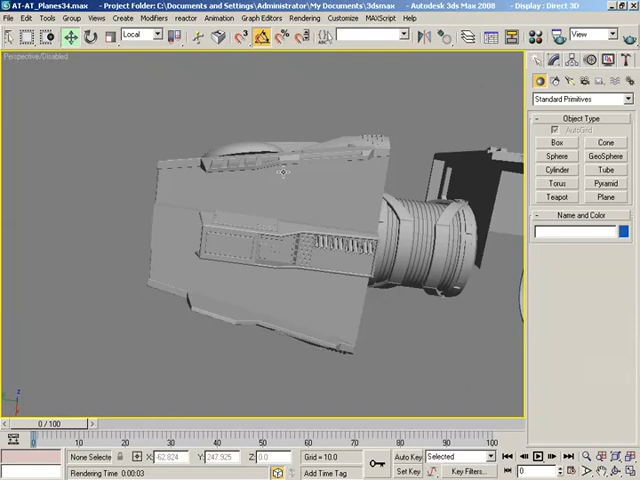 AT-AT_Planes34.max - Project Folder: C:\Documents and Settings\Administrator\My Documents\3dsmax - Autodesk 3ds Max 2008 - Display : Direct 3D
File Edit Tools Group Views Create Modifiers reactor Animation Graph Editors Rendering Customize MAXScript Help
Local View
Perspective/Disabled
Standard Primitives
Object Type
AutoGrid
Box Cone
Sphere GeoSphere
Cylinder Tube
Torus Pyramid
Teapot Plane
Name and Color
0 / 100
0 10 20 30 40 50 60 70 80 90 100
None Selecte X: -62.824 Y: 247.925 Z: 0.0 Grid = 10.0 Auto Key Selected
Rendering Time 0:00:03 Add Time Tag Set Key Key Filters... 0